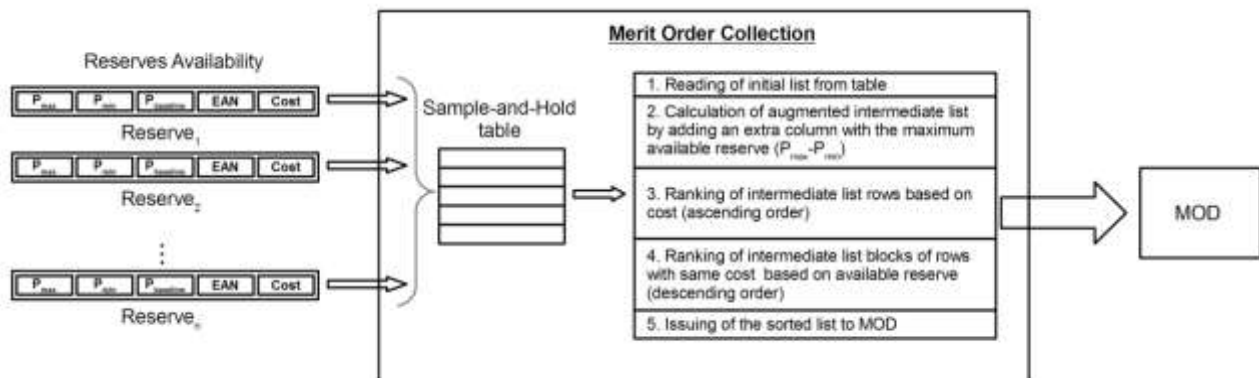 Merit Order Collection
Reserves Availability
Pmax Pmin Pbaseline EAN Cost
Reserve1
Pmax Pmin Pbaseline EAN Cost
Reserve2
⋮
Pmax Pmin Pbaseline EAN Cost
Reserven
Sample-and-Hold
table
1. Reading of initial list from table
2. Calculation of augmented intermediate list
by adding an extra column with the maximum
available reserve (Pmax-Pmin)
3. Ranking of intermediate list rows based on
cost (ascending order)
4. Ranking of intermediate list blocks of rows
with same cost based on available reserve
(descending order)
5. Issuing of the sorted list to MOD
MOD